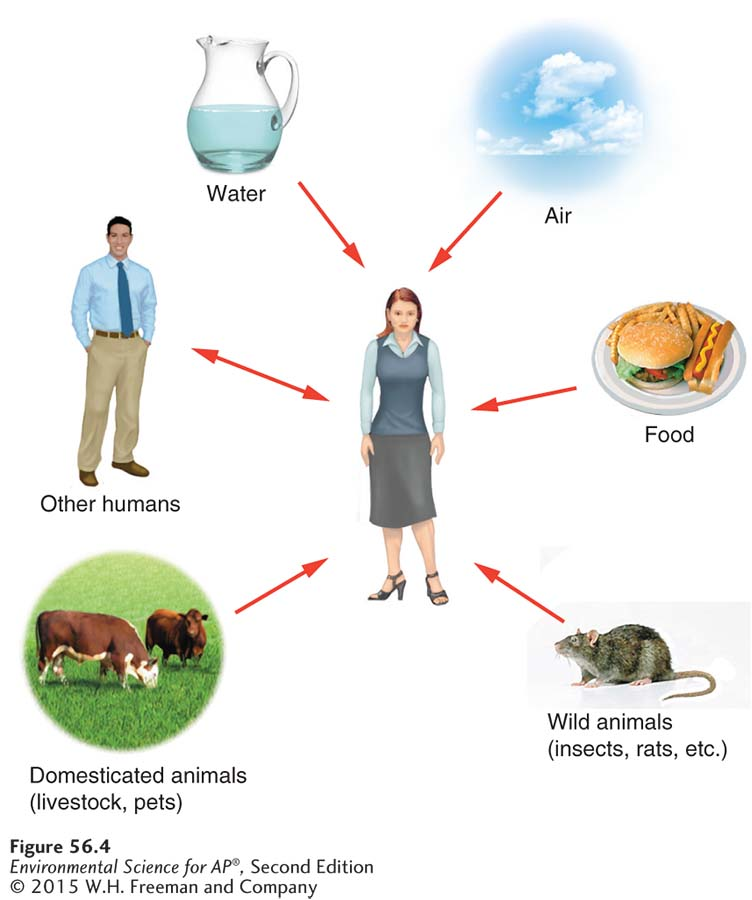 Water
Air
Other humans
Food
Domesticated animals
(livestock, pets)
Wild animals
(insects, rats, etc.)
Figure 56.4
Environmental Science for AP®, Second Edition
© 2015 W.H. Freeman and Company